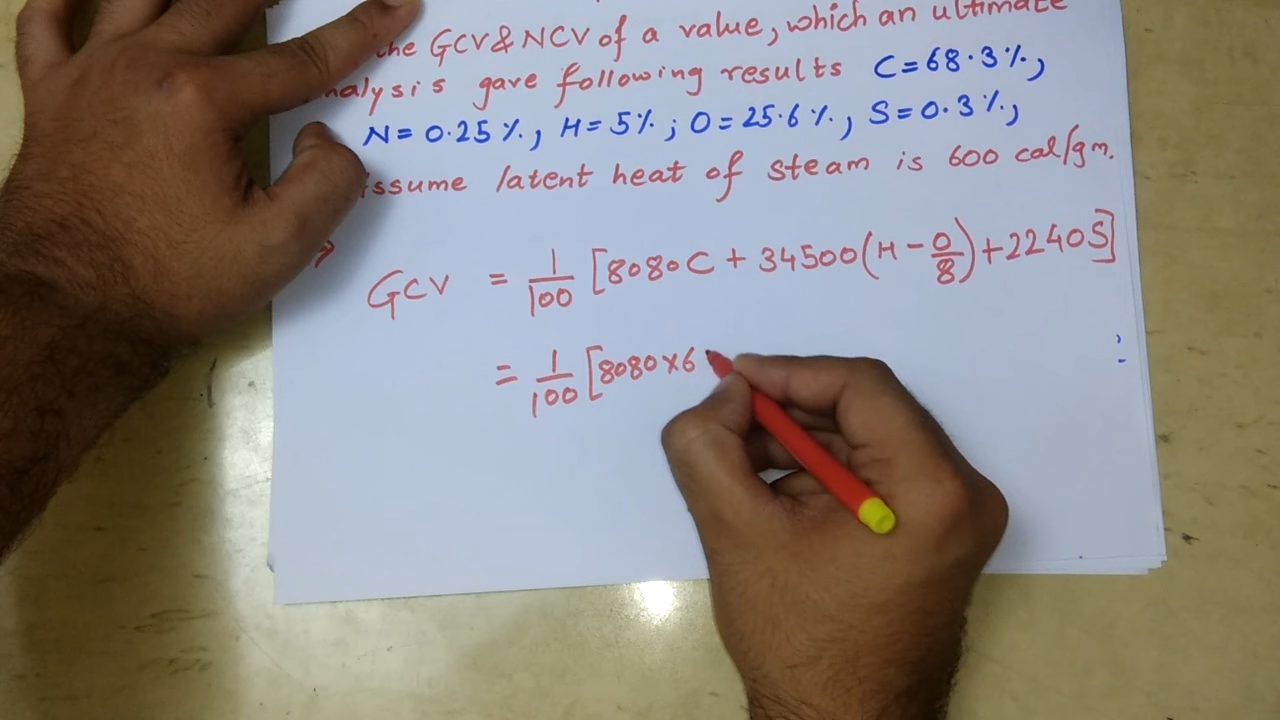 the GCV & NCV of a value, which an ultimate
nalysis gave following results C = 68.3%,
N = 0.25%, H = 5%; O = 25.6%, S = 0.3%,
ssume latent heat of steam is 600 cal/gm.
GCV = 1/100 [8080C + 34500(H - O/8) + 2240S]
= 1/100 [8080×6